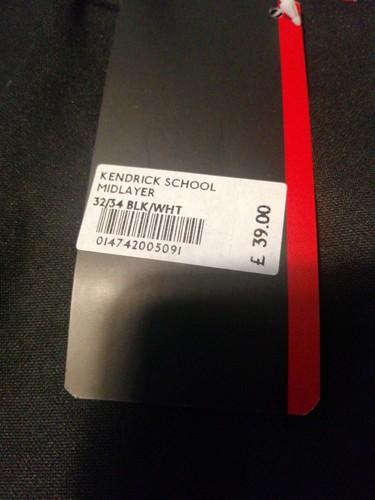 KENDRICK SCHOOL
MIDLAYER
32/34 BLK/WHT
014742005091
£ 39.00